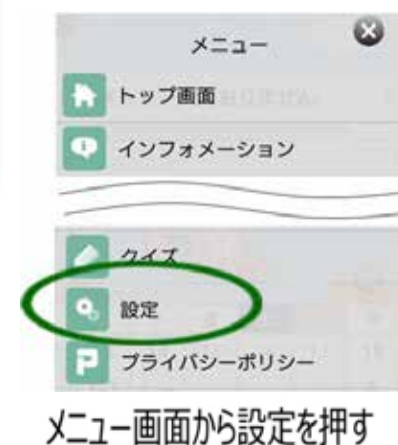 メニュー
トップ画面
インフォメーション
クイズ
設定
プライバシーポリシー
メニュー画面から設定を押す